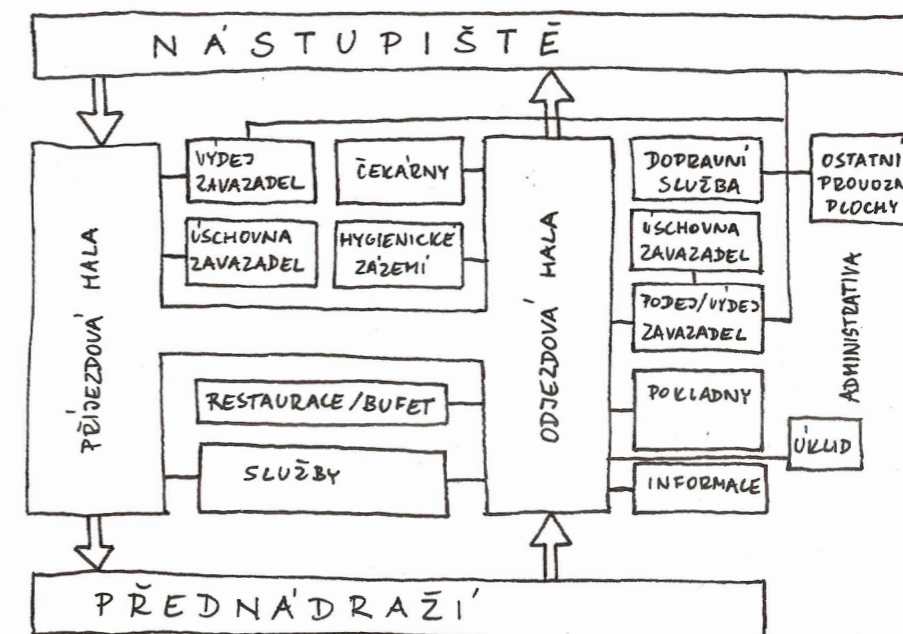 NÁSTUPIŠTĚ
VÝDEJ
ZAVAZADEL
ČEKÁRNY
DOPRAVNÍ
SLUŽBA
OSTATNÍ
PROVOZN
PLOCHY
ÚSCHOVNA
ZAVAZADEL
HYGIENICKÉ
ZÁZEMÍ
ÚSCHOVNA
ZAVAZADEL
PŘÍJEZDOVÁ HALA
ODJEZDOVÁ HALA
PODEJ/VÝDEJ
ZAVAZADEL
ADMINISTRATIVA
RESTAURACE/BUFET
POKLADNY
SLUŽBY
ÚKLID
INFORMACE
PŘEDNÁDRAŽÍ